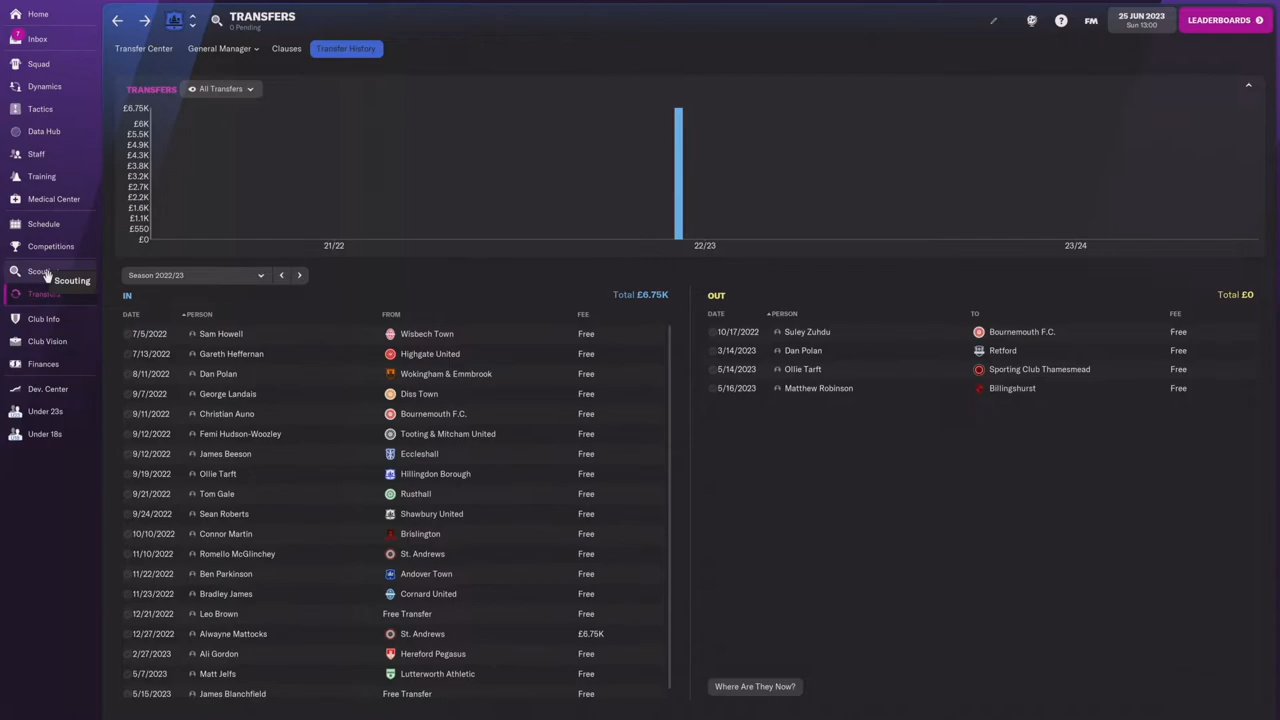 Home
7
Inbox
Squad
Dynamics
Tactics
Data Hub
Staff
Training
Medical Center
Schedule
Competitions
Scouting
Transfers
Club Info
Club Vision
Finances
Dev. Center
Under 23s
Under 18s
TRANSFERS
0 Pending
FM
25 JUN 2023
Sun 13:00
LEADERBOARDS
Transfer Center General Manager Clauses Transfer History
TRANSFERS All Transfers
£6.75K
£6K
£5.5K
£4.9K
£4.3K
£3.8K
£3.2K
£2.7K
£2.2K
£1.6K
£1.1K
£550
£0
21/22 22/23 23/24
Season 2022/23
IN Total £6.75K
DATE PERSON FROM FEE
7/5/2022 Sam Howell Wisbech Town Free
7/13/2022 Gareth Heffernan Highgate United Free
8/11/2022 Dan Polan Wokingham & Emmbrook Free
9/7/2022 George Landais Diss Town Free
9/11/2022 Christian Auno Bournemouth F.C. Free
9/12/2022 Femi Hudson-Woozley Tooting & Mitcham United Free
9/12/2022 James Beeson Eccleshall Free
9/19/2022 Ollie Tarft Hillingdon Borough Free
9/21/2022 Tom Gale Rusthall Free
9/24/2022 Sean Roberts Shawbury United Free
10/10/2022 Connor Martin Brislington Free
11/10/2022 Romello McGlinchey St. Andrews Free
11/22/2022 Ben Parkinson Andover Town Free
11/23/2022 Bradley James Cornard United Free
12/21/2022 Leo Brown Free Transfer Free
12/27/2022 Alwayne Mattocks St. Andrews £6.75K
2/27/2023 Ali Gordon Hereford Pegasus Free
5/7/2023 Matt Jelfs Lutterworth Athletic Free
5/15/2023 James Blanchfield Free Transfer Free
OUT Total £0
DATE PERSON TO FEE
10/17/2022 Suley Zuhdu Bournemouth F.C. Free
3/14/2023 Dan Polan Retford Free
5/14/2023 Ollie Tarft Sporting Club Thamesmead Free
5/16/2023 Matthew Robinson Billingshurst Free
Where Are They Now?